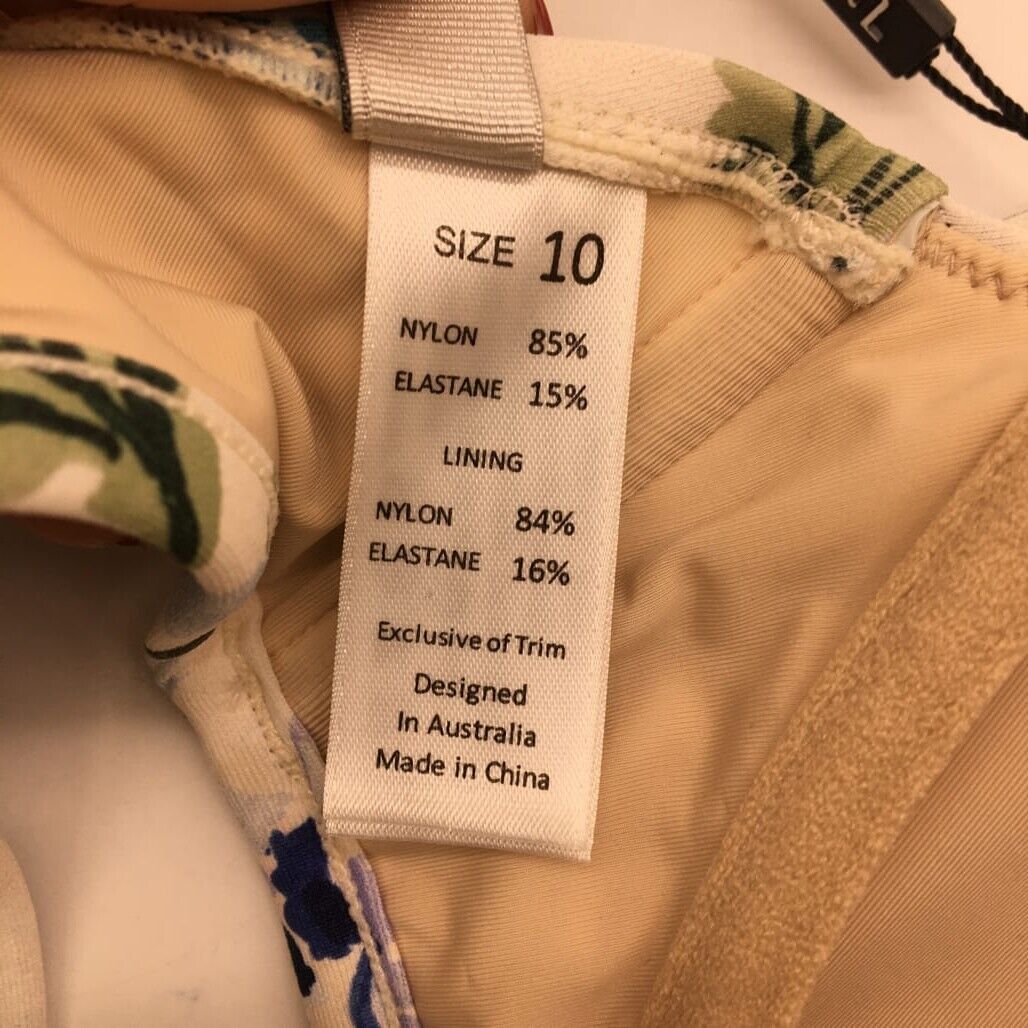 SIZE 10
NYLON 85%
ELASTANE 15%
LINING
NYLON 84%
ELASTANE 16%
Exclusive of Trim
Designed
In Australia
Made in China